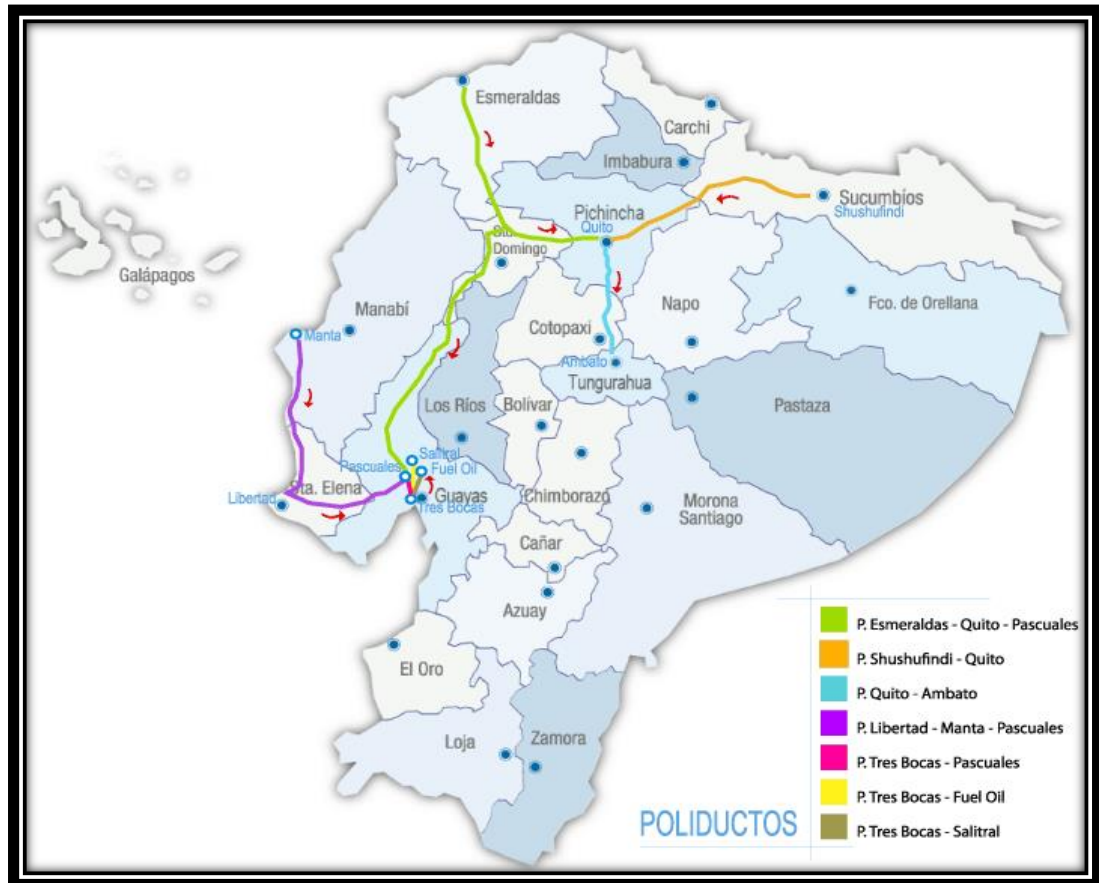 Esmeraldas
Carchi
Imbabura
Sucumbíos
Shushufindi
Pichincha
Quito
Sto.
Domingo
Galápagos
Manabí
Manta
Cotopaxi
Napo
Fco. de Orellana
Ambato
Tungurahua
Los Ríos
Bolívar
Pastaza
Salitral
Pascuales
Fuel Oil
Sta. Elena
Libertad
Guayas
Tres Bocas
Chimborazo
Morona
Santiago
Cañar
Azuay
El Oro
Loja
Zamora
POLIDUCTOS
P. Esmeraldas - Quito - Pascuales
P. Shushufindi - Quito
P. Quito - Ambato
P. Libertad - Manta - Pascuales
P. Tres Bocas - Pascuales
P. Tres Bocas - Fuel Oil
P. Tres Bocas - Salitral